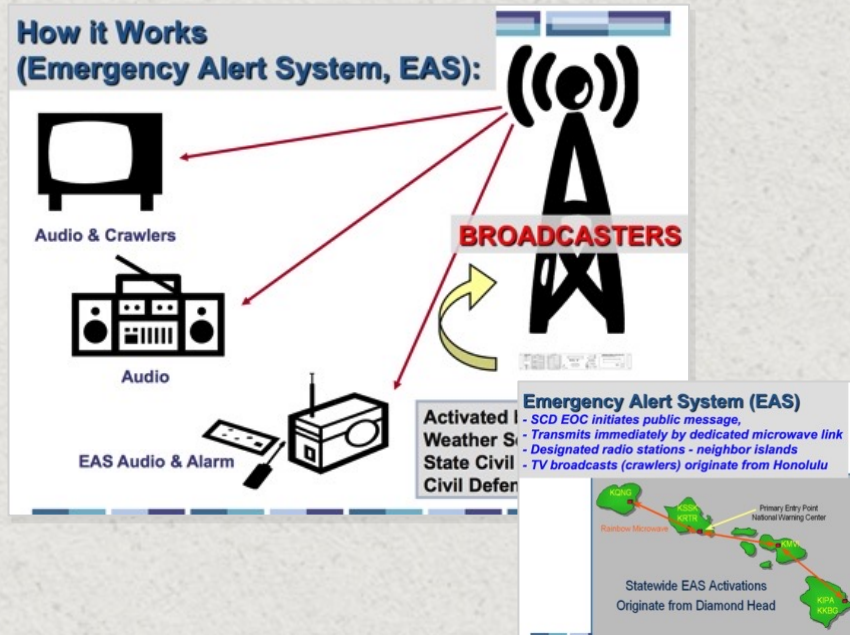 How it Works
(Emergency Alert System, EAS):
BROADCASTERS
Audio & Crawlers
Audio
EAS Audio & Alarm
Activated
Weather
State Civil
Civil
Emergency Alert System (EAS)
- SCD EOC initiates public message,
- Transmits immediately by dedicated microwave link
- Designated radio stations - neighbor islands
- TV broadcasts (crawlers) originate from Honolulu
KQNG
KSSK
KRTR
Primary Entry Point
National Warning Center
Rainbow Microwave
KMVI
Statewide EAS Activations
Originate from Diamond Head
KIPA
KKBG